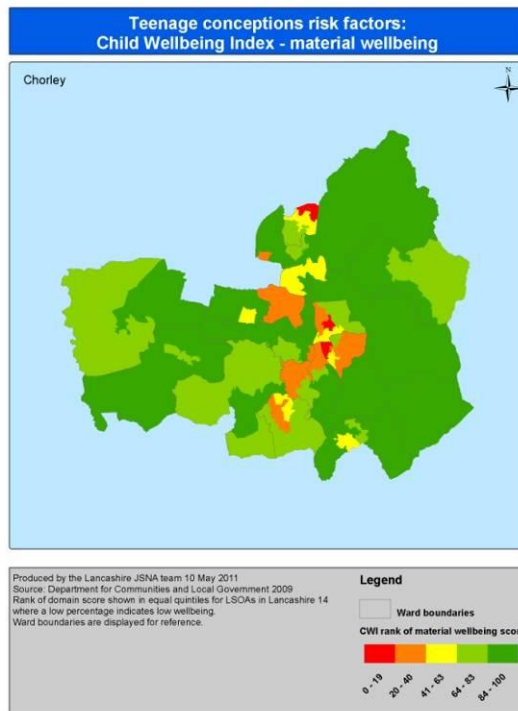 Teenage conceptions risk factors:
Child Wellbeing Index - material wellbeing
Chorley
N
Produced by the Lancashire JSNA team 10 May 2011
Source: Department for Communities and Local Government 2009
Rank of domain score shown in equal quintiles for LSOAs in Lancashire 14
where a low percentage indicates low wellbeing.
Ward boundaries are displayed for reference.
Legend
Ward boundaries
CWI rank of material wellbeing scor
0 - 19
20 - 40
41 - 63
64 - 83
84 - 100